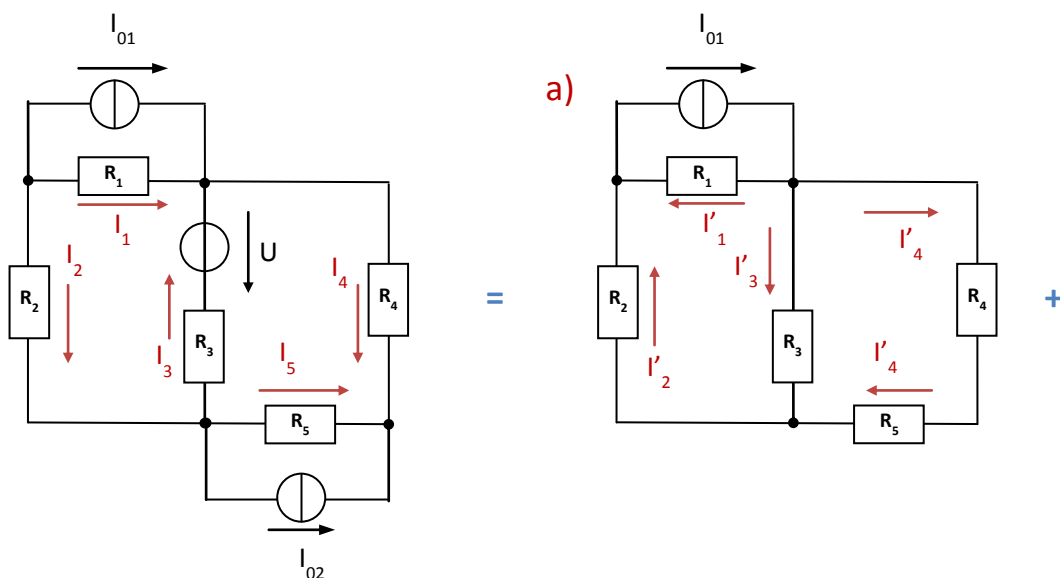 I01
R1
I1
U
I2
I4
R2
R4
R3
I3
I5
R5
I02
=
a)
I01
R1
I'1
I'4
I'3
R2
R4
R3
I'2
I'4
R5
+